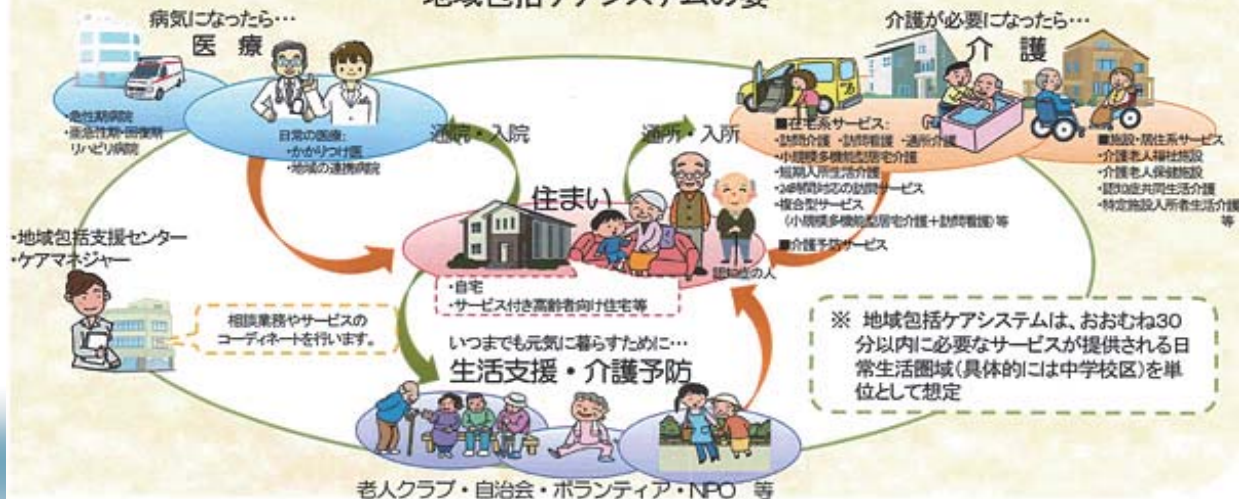 地域包括ケアシステムの姿
病気になったら…
医 療
・急性期病院
・亜急性期・回復期
リハビリ病院
日常の医療:
・かかりつけ医
・地域の連携病院
通院・入院
通所・入所
介護が必要になったら…
介 護
■在宅系サービス:
・訪問介護 ・訪問看護 ・通所介護
・小規模多機能型居宅介護
・短期入所生活介護
・24時間対応の訪問サービス
・複合型サービス
(小規模多機能型居宅介護+訪問看護)等
■介護予防サービス
■施設・居住系サービス
・介護老人福祉施設
・介護老人保健施設
・認知症共同生活介護
・特定施設入所者生活介護
等
住まい
認知症の人
・自宅
・サービス付き高齢者向け住宅等
・地域包括支援センター
・ケアマネジャー
相談業務やサービスの
コーディネートを行います。
いつまでも元気に暮らすために…
生活支援・介護予防
老人クラブ・自治会・ボランティア・NPO 等
※ 地域包括ケアシステムは、おおむね30
分以内に必要なサービスが提供される日
常生活圏域(具体的には中学校区)を単
位として想定